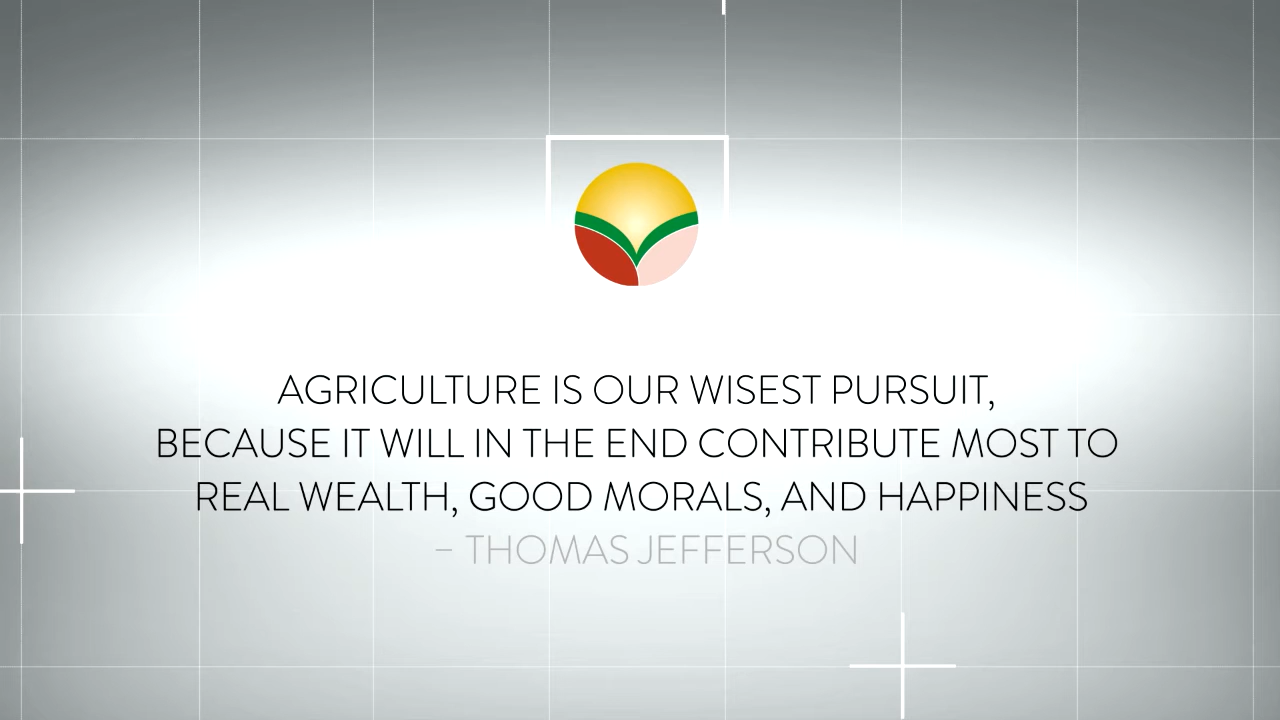 AGRICULTURE IS OUR WISEST PURSUIT,
BECAUSE IT WILL IN THE END CONTRIBUTE MOST TO
REAL WEALTH, GOOD MORALS, AND HAPPINESS
– THOMAS JEFFERSON